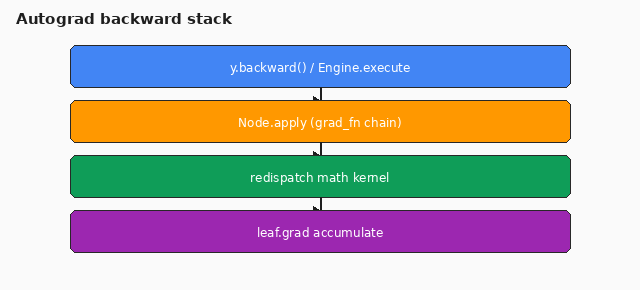 Autograd backward stack
y.backward() / Engine.execute
Node.apply (grad_fn chain)
redispatch math kernel
leaf.grad accumulate